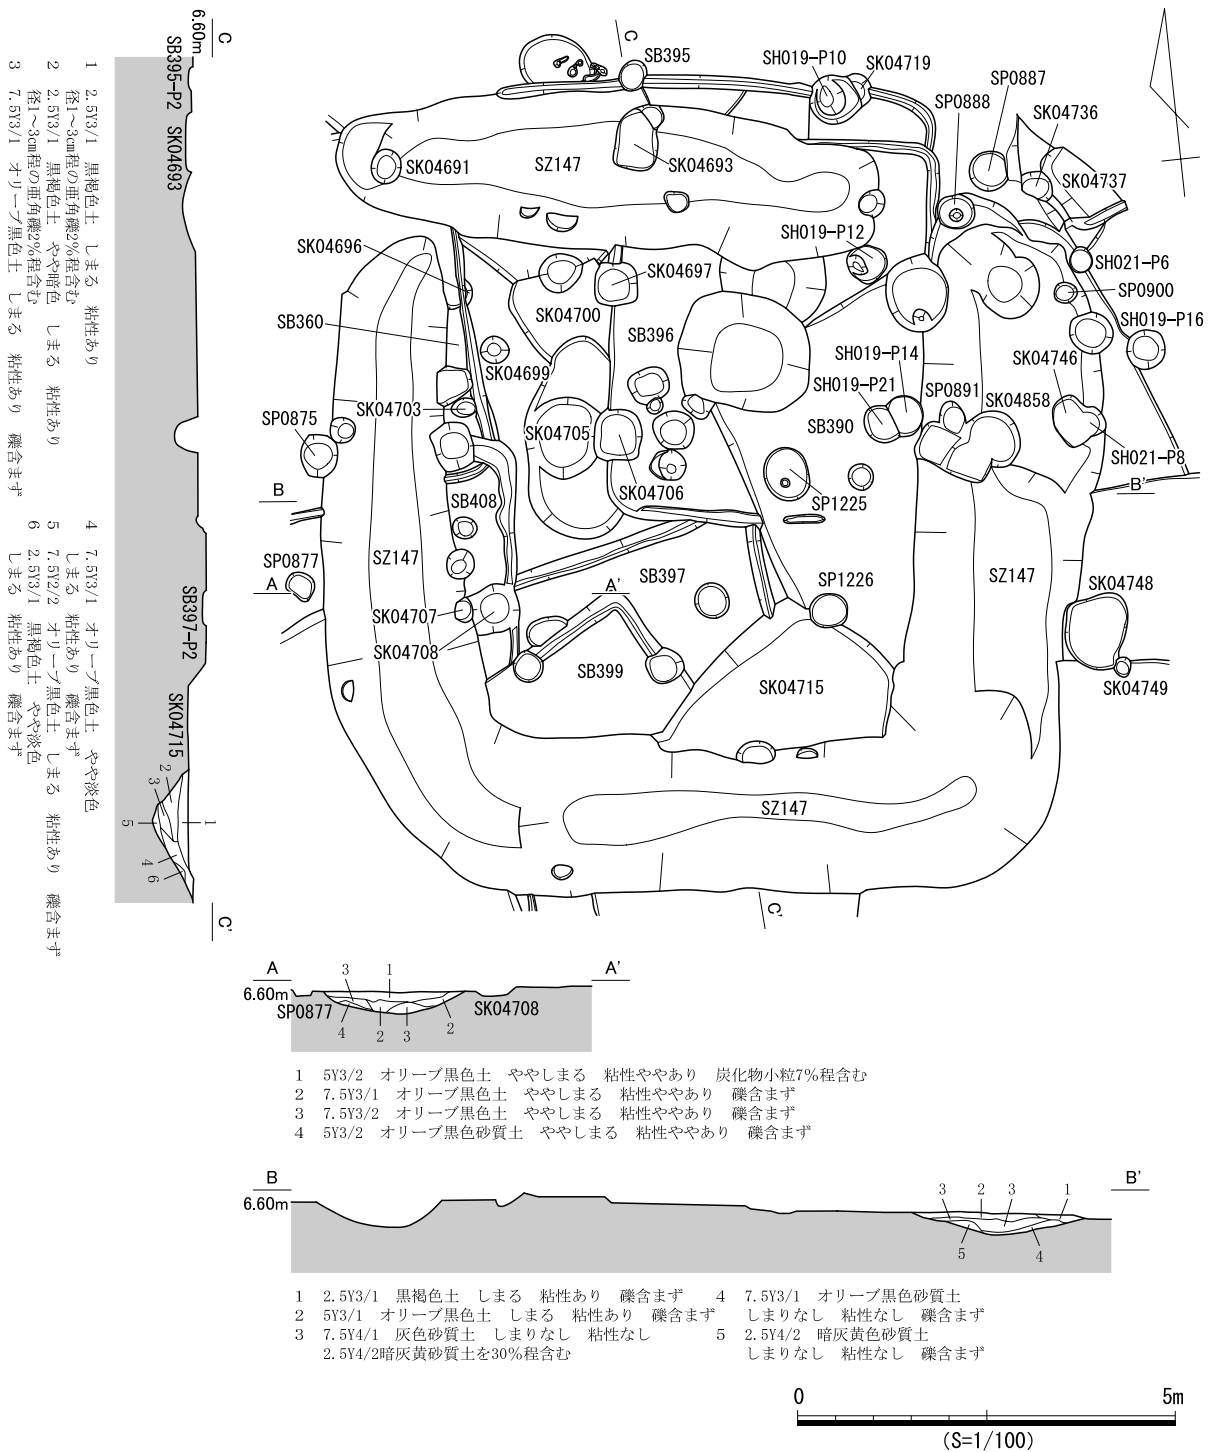 C
6.60m
SB395-P2
SK04693
SB397-P2
SK04715
2
3
1
5
4
6
C'
1 2.5Y3/1 黒褐色土 しまる 粘性あり
径1～3cm程の亜角礫2％程含む
2 2.5Y3/1 黒褐色土 やや暗色 しまる 粘性あり
径1～3cm程の亜角礫2％程含む
3 7.5Y3/1 オリーブ黒色土 しまる 粘性あり 礫含まず
4 7.5Y3/1 オリーブ黒色土 やや淡色
しまる 粘性あり 礫含まず
5 7.5Y2/2 オリーブ黒色土 しまる 粘性あり 礫含まず
6 2.5Y3/1 黒褐色土 やや淡色
しまる 粘性あり 礫含まず
C
SB395
SH019-P10
SK04719
SP0887
SP0888
SK04736
SK04691
SZ147
SK04693
SK04737
SK04696
SH019-P12
SK04697
SH021-P6
SP0900
SB360
SK04700
SB396
SH019-P16
SK04699
SH019-P14
SK04746
SH019-P21
SP0891
SK04858
SK04703
SP0875
SK04705
SB390
SH021-P8
B
SK04706
B'
SB408
SP1225
SP0877
SZ147
A
A'
SB397
SP1226
SZ147
SK04748
SK04707
SK04708
SB399
SK04715
SK04749
SZ147
C'
A
A'
6.60m
3
1
SP0877
SK04708
4
2
3
2
1 5Y3/2 オリーブ黒色土 ややしまる 粘性ややあり 炭化物小粒7％程含む
2 7.5Y3/1 オリーブ黒色土 ややしまる 粘性ややあり 礫含まず
3 7.5Y3/2 オリーブ黒色土 ややしまる 粘性ややあり 礫含まず
4 5Y3/2 オリーブ黒色砂質土 ややしまる 粘性ややあり 礫含まず
B
B'
6.60m
3
2
3
1
5
4
1 2.5Y3/1 黒褐色土 しまる 粘性あり 礫含まず
2 5Y3/1 オリーブ黒色土 しまる 粘性あり 礫含まず
3 7.5Y4/1 灰色砂質土 しまりなし 粘性なし
2.5Y4/2暗灰黄砂質土を30％程含む
4 7.5Y3/1 オリーブ黒色砂質土
しまりなし 粘性なし 礫含まず
5 2.5Y4/2 暗灰黄色砂質土
しまりなし 粘性なし 礫含まず
0
5m
(S=1/100)